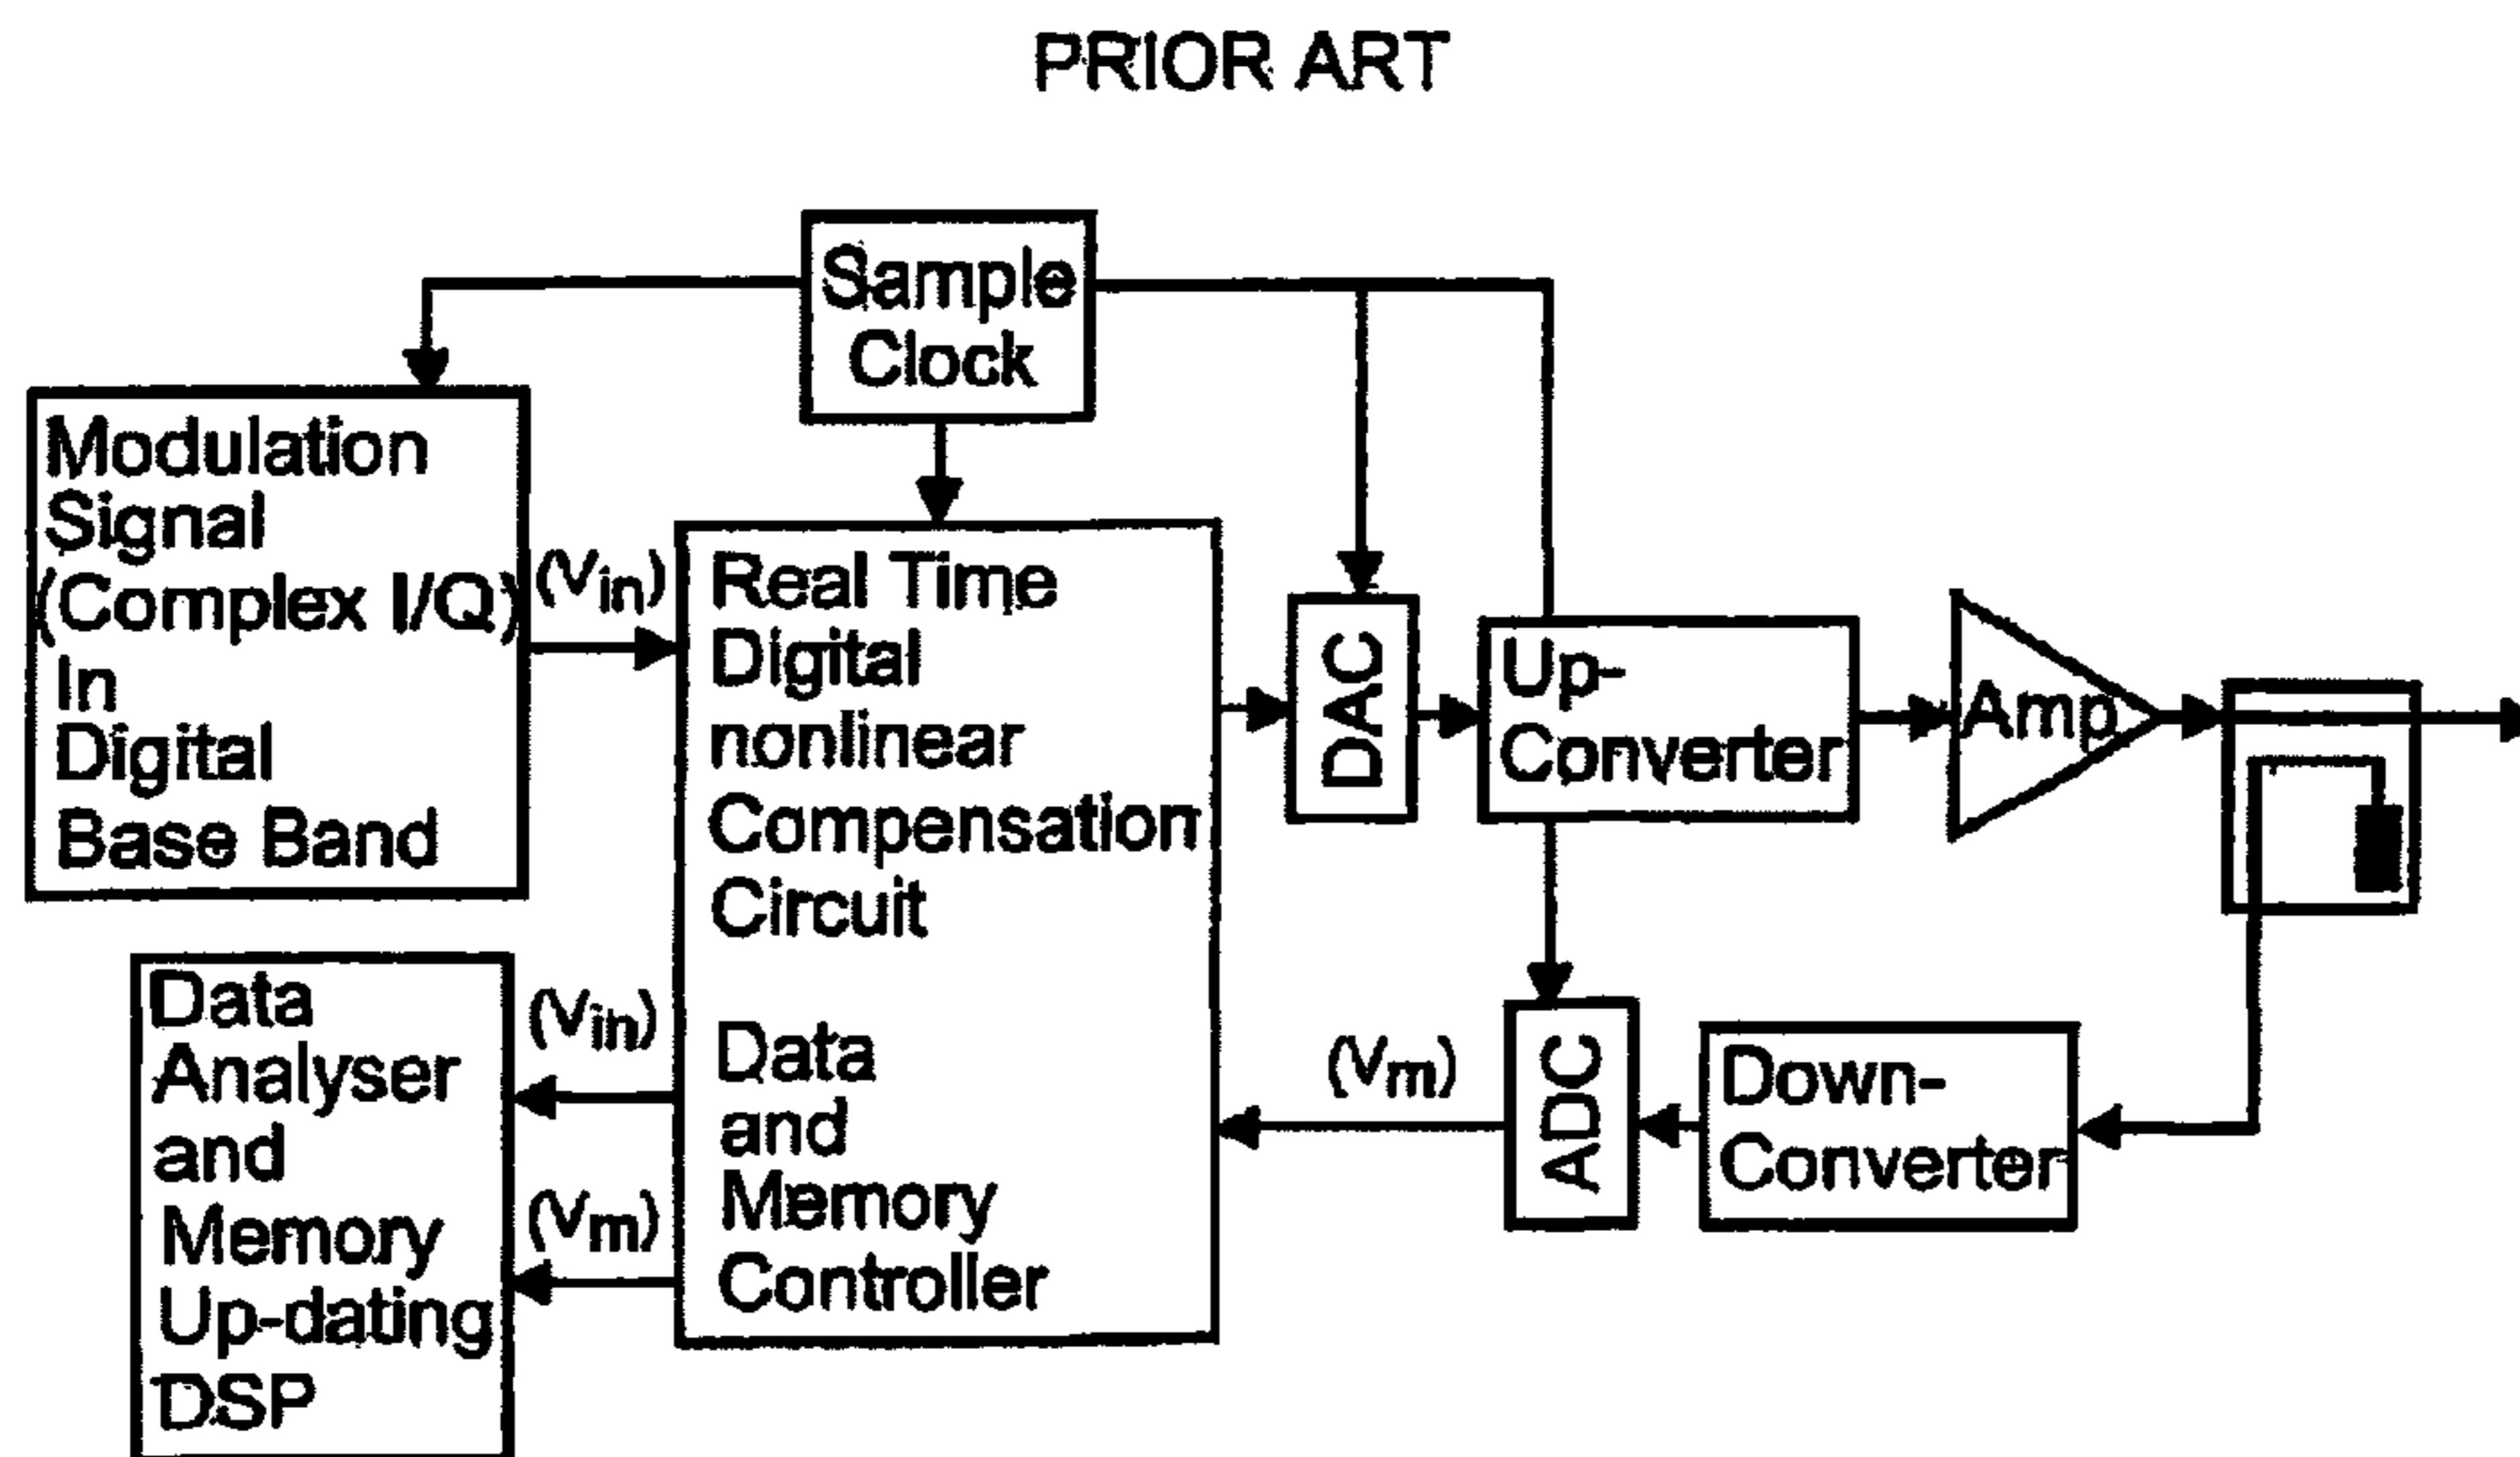 PRIOR ART
Sample
Clock
Modulation
Signal
(Complex I/Q)
In
Digital
Base Band
(Vin)
Real Time
Digital
nonlinear
Compensation
Circuit
Data
and
Memory
Controller
DAC
Up-
Converter
Amp
Data
Analyser
and
Memory
Up-dating
DSP
(Vin)
(Vm)
(Vm)
ADC
Down-
Converter